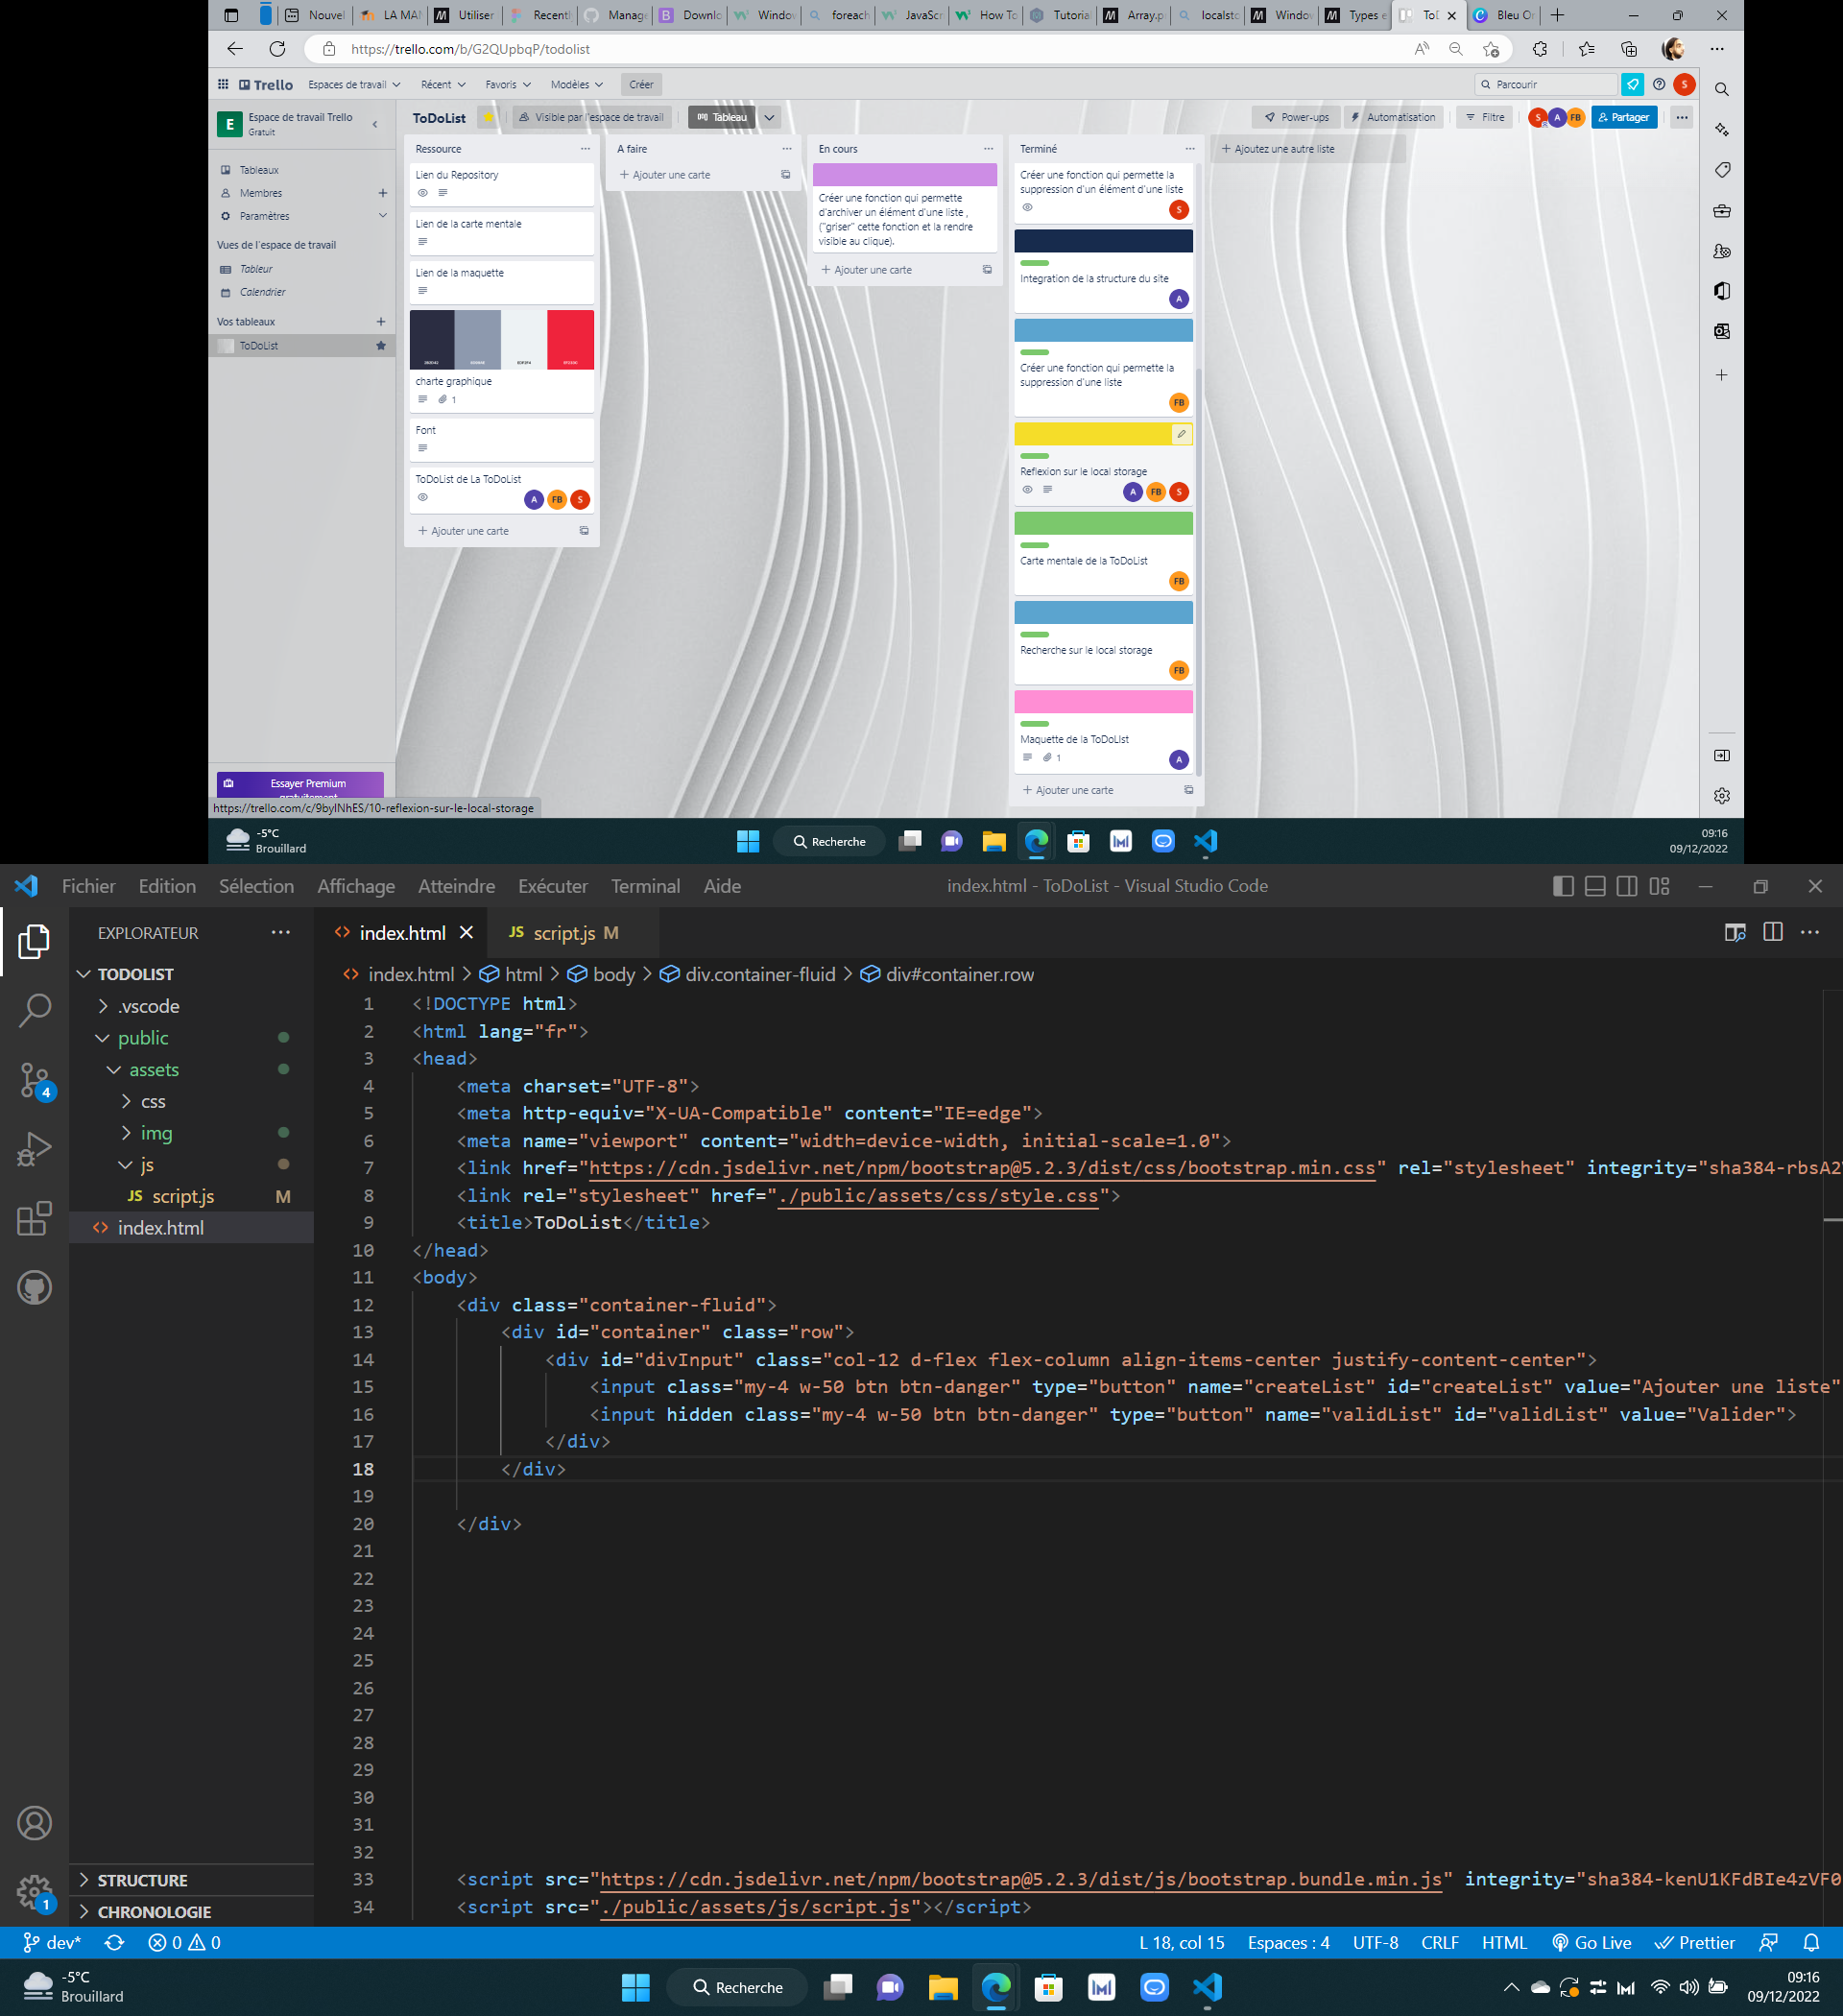 Nouvel
LA MAI
Utiliser
Recent
Manage
Downlo
Window
foreach
JavaScr
How To
Tutoria
Array.p
localsto
Window
Types e
ToD
Bleu Or
https://trello.com/b/G2QUpbqP/todolist
Trello
Espaces de travail
Récent
Favoris
Modèles
Créer
Parcourir
S
E
Espace de travail Trello
Gratuit
Tableaux
Membres
Paramètres
Vues de l'espace de travail
Tableur
Calendrier
Vos tableaux
ToDoList
Essayer Premium
gratuitement
https://trello.com/c/9bylNhES/10-reflexion-sur-le-local-storage
ToDoList
Visible par l'espace de travail
Tableau
Power-ups
Automatisation
Filtre
S A FB
Partager
Ressource
Lien du Repository
Lien de la carte mentale
Lien de la maquette
charte graphique
1
Font
ToDoList de La ToDoList
A FB S
+ Ajouter une carte
A faire
+ Ajouter une carte
En cours
Créer une fonction qui permette
d'archiver un élément d'une liste ,
("griser" cette fonction et la rendre
visible au clique).
+ Ajouter une carte
Terminé
Créer une fonction qui permette la
suppression d'un élément d'une liste
S
Integration de la structure du site
A
Créer une fonction qui permette la
suppression d'une liste
FB
Reflexion sur le local storage
A FB S
Carte mentale de la ToDoList
FB
Recherche sur le local storage
FB
Maquette de la ToDoList
1
A
+ Ajouter une carte
+ Ajoutez une autre liste
-5°C
Brouillard
Recherche
09:16
09/12/2022
Fichier Edition Sélection Affichage Atteindre Exécuter Terminal Aide
index.html - ToDoList - Visual Studio Code
EXPLORATEUR
TODOLIST
.vscode
public
assets
css
img
js
JS script.js M
index.html
4
1
STRUCTURE
CHRONOLOGIE
index.html
JS script.js M
index.html > html > body > div.container-fluid > div#container.row
1 <!DOCTYPE html>
2 <html lang="fr">
3 <head>
4 <meta charset="UTF-8">
5 <meta http-equiv="X-UA-Compatible" content="IE=edge">
6 <meta name="viewport" content="width=device-width, initial-scale=1.0">
7 <link href="https://cdn.jsdelivr.net/npm/bootstrap@5.2.3/dist/css/bootstrap.min.css" rel="stylesheet" integrity="sha384-rbsA2
8 <link rel="stylesheet" href="./public/assets/css/style.css">
9 <title>ToDoList</title>
10 </head>
11 <body>
12 <div class="container-fluid">
13 <div id="container" class="row">
14 <div id="divInput" class="col-12 d-flex flex-column align-items-center justify-content-center">
15 <input class="my-4 w-50 btn btn-danger" type="button" name="createList" id="createList" value="Ajouter une liste"
16 <input hidden class="my-4 w-50 btn btn-danger" type="button" name="validList" id="validList" value="Valider">
17 </div>
18 </div>
19
20 </div>
21
22
23
24
25
26
27
28
29
30
31
32
33 <script src="https://cdn.jsdelivr.net/npm/bootstrap@5.2.3/dist/js/bootstrap.bundle.min.js" integrity="sha384-kenU1KFdBIe4zVF0
34 <script src="./public/assets/js/script.js"></script>
dev* 0 0
L 18, col 15 Espaces : 4 UTF-8 CRLF HTML Go Live Prettier
-5°C
Brouillard
Recherche
09:16
09/12/2022